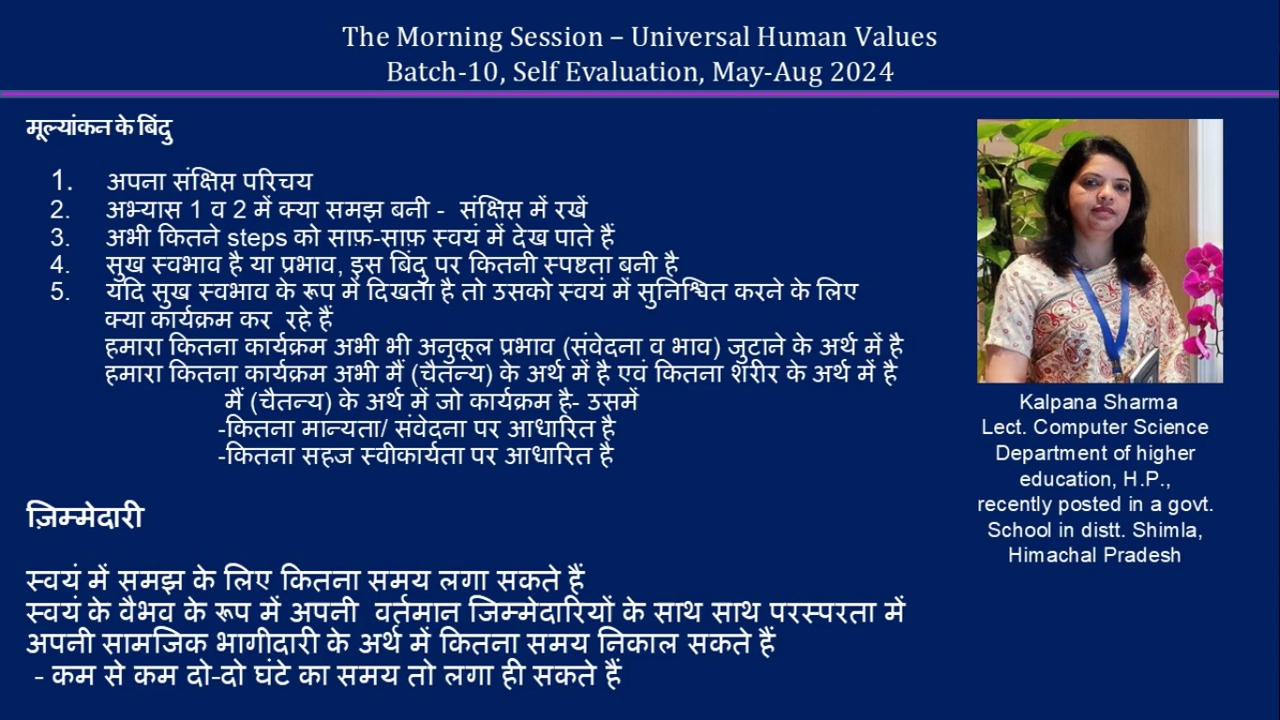 The Morning Session – Universal Human Values
Batch-10, Self Evaluation, May-Aug 2024
मूल्यांकन के बिंदु
1. अपना संक्षिप्त परिचय
2. अभ्यास 1 व 2 में क्या समझ बनी - संक्षिप्त में रखें
3. अभी कितने steps को साफ़-साफ़ स्वयं में देख पाते हैं
4. सुख स्वभाव है या प्रभाव, इस बिंदु पर कितनी स्पष्टता बनी है
5. यदि सुख स्वभाव के रूप में दिखता है तो उसको स्वयं में सुनिश्चित करने के लिए
क्या कार्यक्रम कर रहे हैं
हमारा कितना कार्यक्रम अभी भी अनुकूल प्रभाव (संवेदना व भाव) जुटाने के अर्थ में है
हमारा कितना कार्यक्रम अभी मैं (चैतन्य) के अर्थ में है एवं कितना शरीर के अर्थ में है
मैं (चैतन्य) के अर्थ में जो कार्यक्रम है- उसमें
-कितना मान्यता/ संवेदना पर आधारित है
-कितना सहज स्वीकार्यता पर आधारित है
ज़िम्मेदारी
स्वयं में समझ के लिए कितना समय लगा सकते हैं
स्वयं के वैभव के रूप में अपनी वर्तमान जिम्मेदारियों के साथ साथ परस्परता में
अपनी सामजिक भागीदारी के अर्थ में कितना समय निकाल सकते हैं
- कम से कम दो-दो घंटे का समय तो लगा ही सकते हैं
Kalpana Sharma
Lect. Computer Science
Department of higher
education, H.P.,
recently posted in a govt.
School in distt. Shimla,
Himachal Pradesh